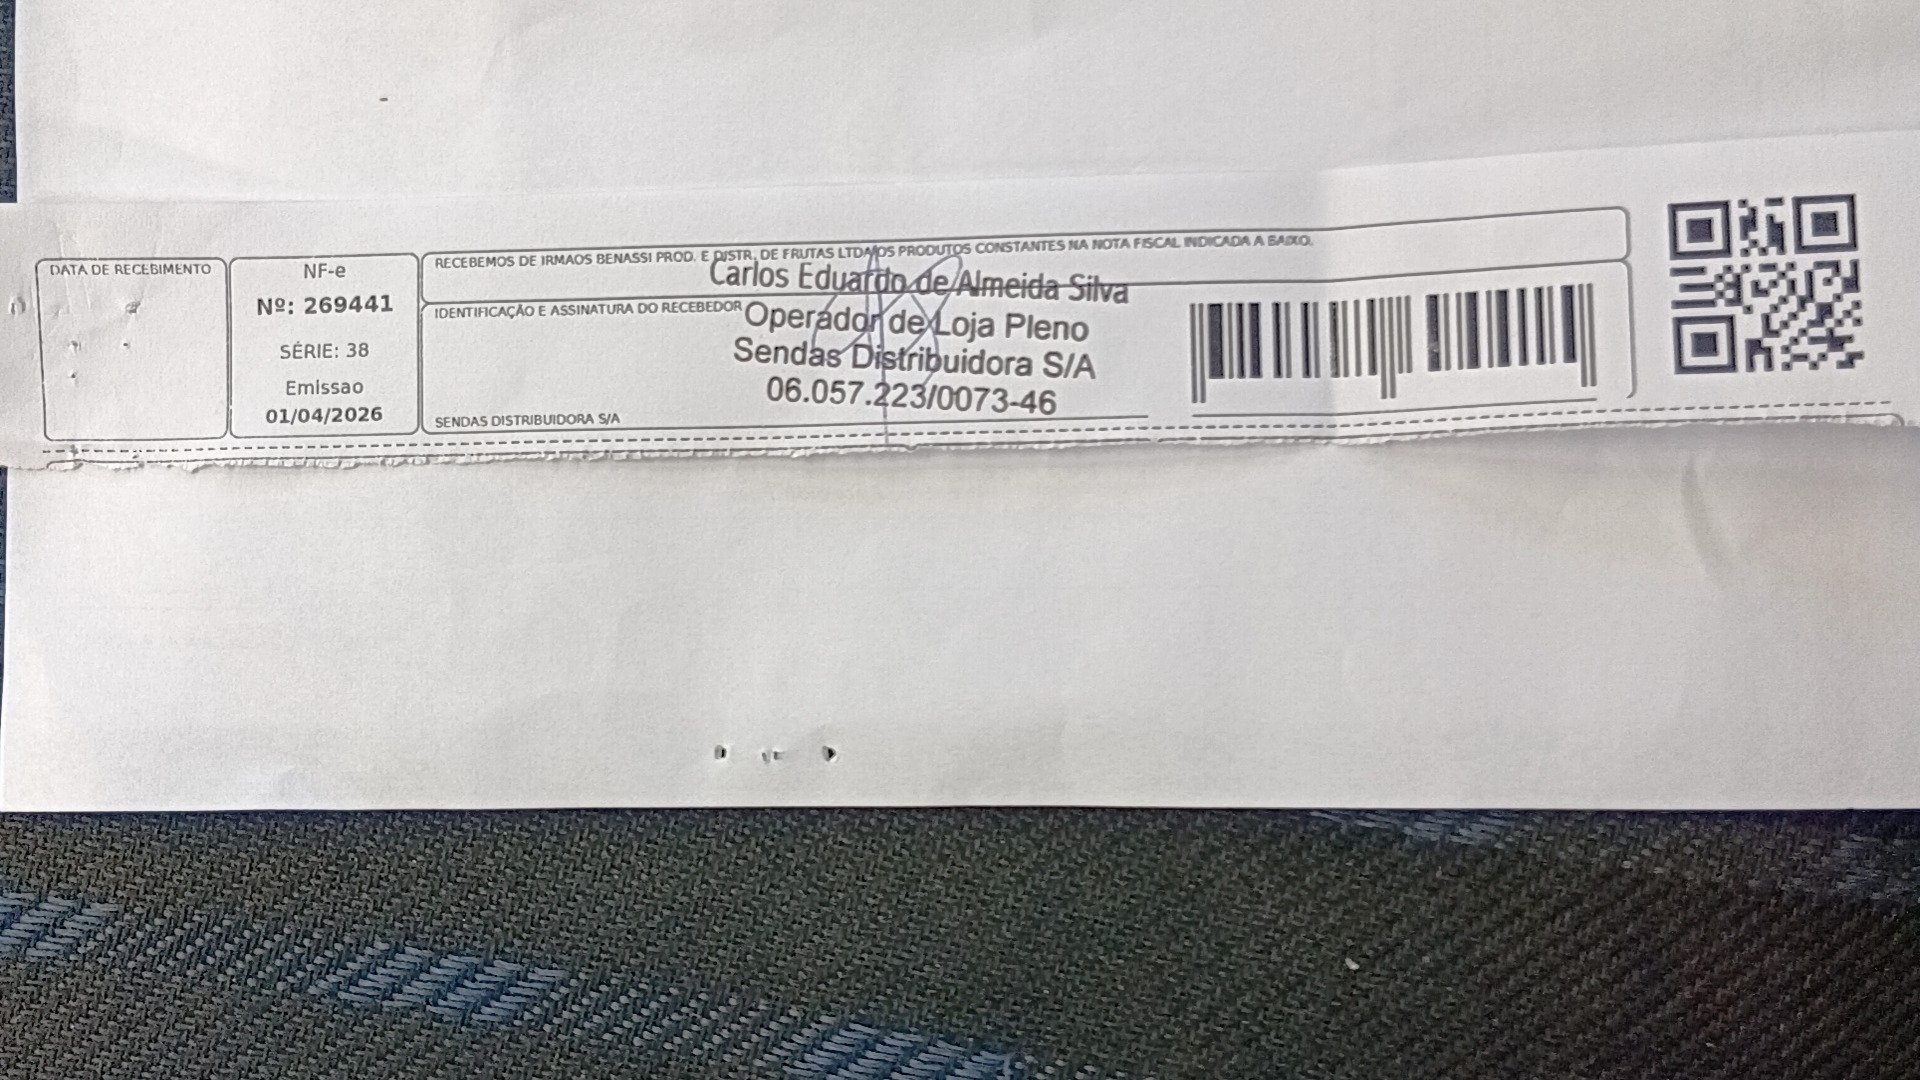 DATA DE RECEBIMENTO
NF-e
Nº: 269441
SÉRIE: 38
Emissao
01/04/2026
RECEBEMOS DE IRMAOS BENASSI PROD. E DISTR. DE FRUTAS LTDA OS PRODUTOS CONSTANTES NA NOTA FISCAL INDICADA A BAIXO.
IDENTIFICAÇÃO E ASSINATURA DO RECEBEDOR
Carlos Eduardo de Almeida Silva
Operador de Loja Pleno
Sendas Distribuidora S/A
06.057.223/0073-46
SENDAS DISTRIBUIDORA S/A